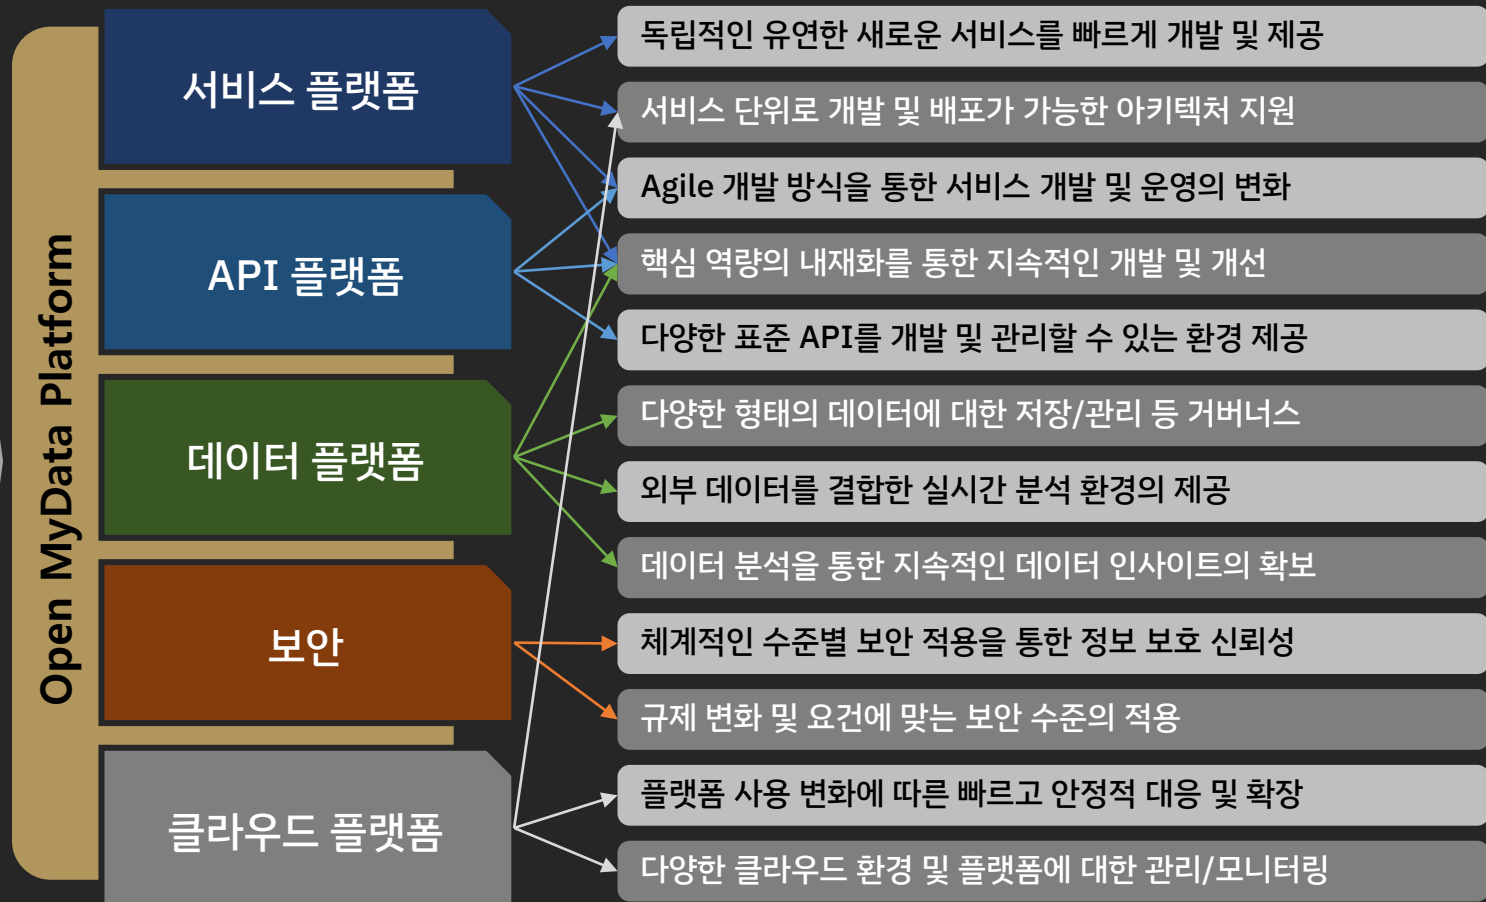 Open MyData Platform
서비스 플랫폼
API 플랫폼
데이터 플랫폼
보안
클라우드 플랫폼
독립적인 유연한 새로운 서비스를 빠르게 개발 및 제공
서비스 단위로 개발 및 배포가 가능한 아키텍처 지원
Agile 개발 방식을 통한 서비스 개발 및 운영의 변화
핵심 역량의 내재화를 통한 지속적인 개발 및 개선
다양한 표준 API를 개발 및 관리할 수 있는 환경 제공
다양한 형태의 데이터에 대한 저장/관리 등 거버너스
외부 데이터를 결합한 실시간 분석 환경의 제공
데이터 분석을 통한 지속적인 데이터 인사이트의 확보
체계적인 수준별 보안 적용을 통한 정보 보호 신뢰성
규제 변화 및 요건에 맞는 보안 수준의 적용
플랫폼 사용 변화에 따른 빠르고 안정적 대응 및 확장
다양한 클라우드 환경 및 플랫폼에 대한 관리/모니터링